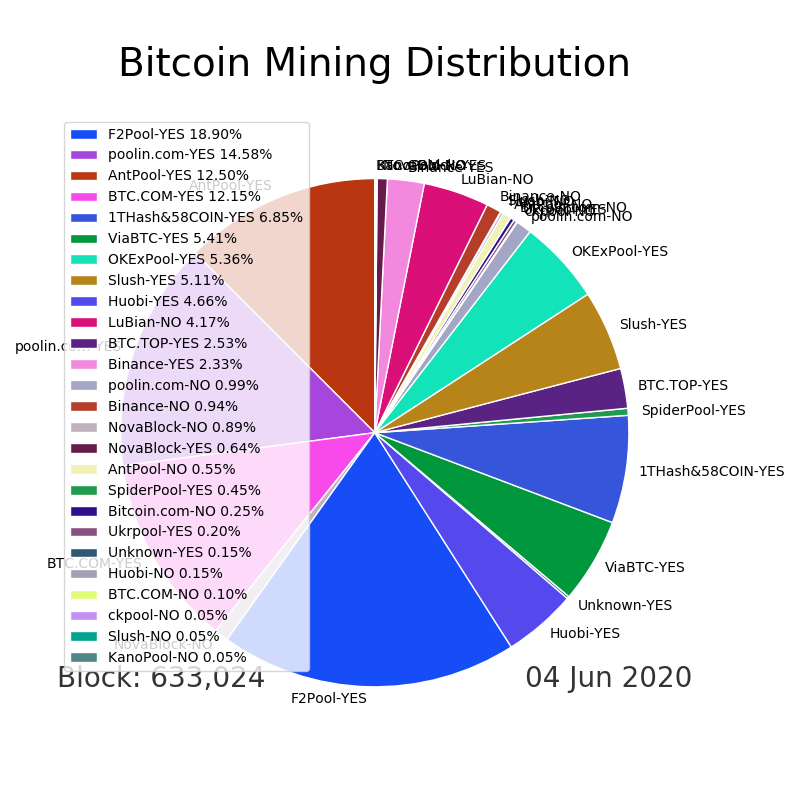 Bitcoin Mining Distribution
F2Pool-YES 18.90%
poolin.com-YES 14.58%
AntPool-YES 12.50%
BTC.COM-YES 12.15%
1THash&58COIN-YES 6.85%
ViaBTC-YES 5.41%
OKExPool-YES 5.36%
Slush-YES 5.11%
Huobi-YES 4.66%
LuBian-NO 4.17%
BTC.TOP-YES 2.53%
Binance-YES 2.33%
poolin.com-NO 0.99%
Binance-NO 0.94%
NovaBlock-NO 0.89%
NovaBlock-YES 0.64%
AntPool-NO 0.55%
SpiderPool-YES 0.45%
Bitcoin.com-NO 0.25%
Ukrpool-YES 0.20%
Unknown-YES 0.15%
Huobi-NO 0.15%
BTC.COM-NO 0.10%
ckpool-NO 0.05%
Slush-NO 0.05%
KanoPool-NO 0.05%
AntPool-YES
BTC.COM-YES
NovaBlock-NO
F2Pool-YES
Huobi-YES
Unknown-YES
ViaBTC-YES
1THash&58COIN-YES
SpiderPool-YES
BTC.TOP-YES
Slush-YES
OKExPool-YES
poolin.com-NO
Binance-NO
LuBian-NO
Binance-YES
Block: 633,024
04 Jun 2020